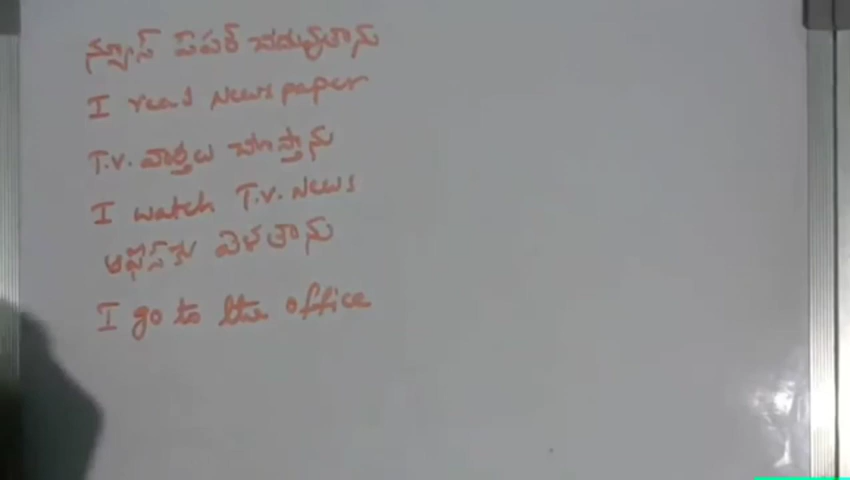 న్యూస్ పేపర్ చదువుతాను
I read News paper
T.V. వార్తలు చూస్తాను
I watch T.V. News
ఆఫీస్‌కు వెళతాను
I go to the office